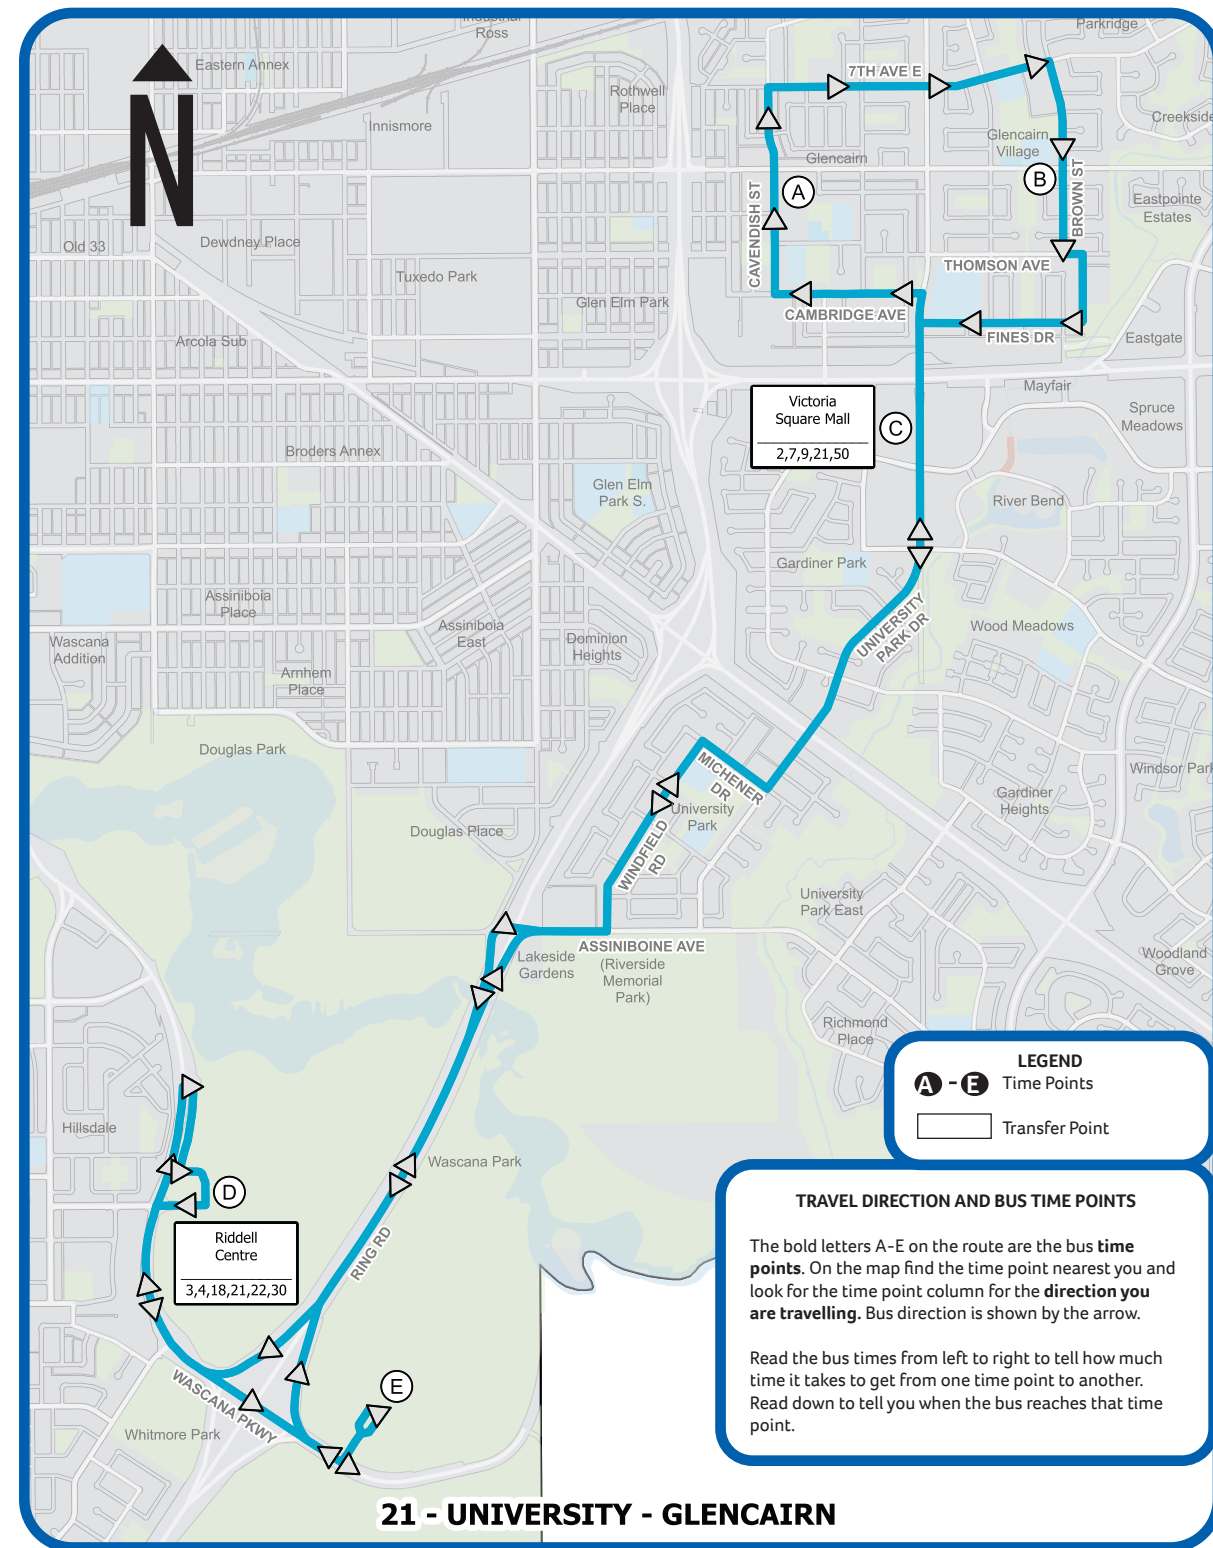 Industrial
Ross
Parkridge
Eastern Annex
7TH AVE E
Rothwell
Place
N
Innismore
Creekside
Glencairn
Village
Glencairn
A
B
CAVENDISH ST
BROWN ST
Eastpointe
Estates
Old 33
Dewdney Place
Tuxedo Park
THOMSON AVE
Glen Elm Park
CAMBRIDGE AVE
FINES DR
Arcola Sub
Eastgate
Mayfair
Victoria
Square Mall
2,7,9,21,50
C
Spruce
Meadows
Broders Annex
Glen Elm
Park S.
River Bend
Gardiner Park
Assiniboia
Place
Assiniboia
East
Dominion
Heights
UNIVERSITY
PARK DR
Wood Meadows
Wascana
Addition
Arnhem
Place
Douglas Park
MICHENER
DR
Windsor Park
Gardiner
Heights
University
Park
Douglas Place
WINDFIELD
RD
University
Park East
ASSINIBOINE AVE
(Riverside
Memorial
Park)
Lakeside
Gardens
Woodland
Grove
Richmond
Place
LEGEND
A - E Time Points
Transfer Point
Hillsdale
Wascana Park
D
Riddell
Centre
3,4,18,21,22,30
RING RD
TRAVEL DIRECTION AND BUS TIME POINTS
The bold letters A-E on the route are the bus time
points. On the map find the time point nearest you and
look for the time point column for the direction you
are travelling. Bus direction is shown by the arrow.
Read the bus times from left to right to tell how much
time it takes to get from one time point to another.
Read down to tell you when the bus reaches that time
point.
E
WASCANA PKWY
Whitmore Park
21 - UNIVERSITY - GLENCAIRN